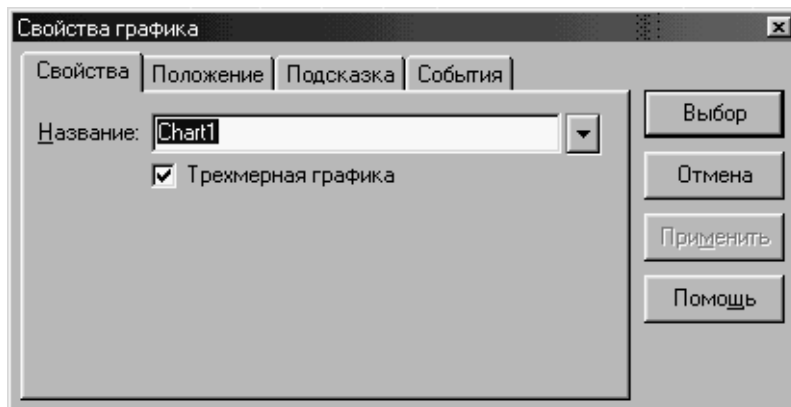 Свойства графика
Свойства Положение Подсказка События
Название: Chart1
Трехмерная графика
Выбор
Отмена
Применить
Помощь